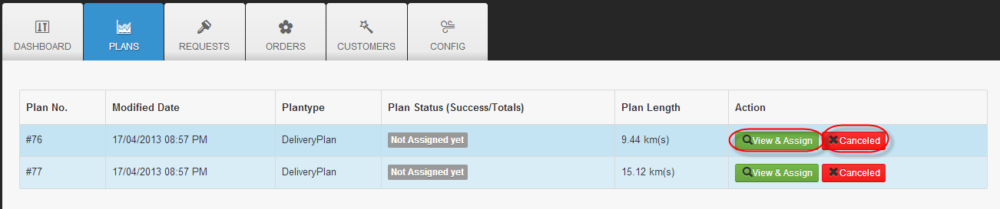 DASHBOARD PLANS REQUESTS ORDERS CUSTOMERS CONFIG
Plan No. Modified Date Plantype Plan Status (Success/Totals) Plan Length Action
#76 17/04/2013 08:57 PM DeliveryPlan Not Assigned yet 9.44 km(s) View & Assign Canceled
#77 17/04/2013 08:57 PM DeliveryPlan Not Assigned yet 15.12 km(s) View & Assign Canceled